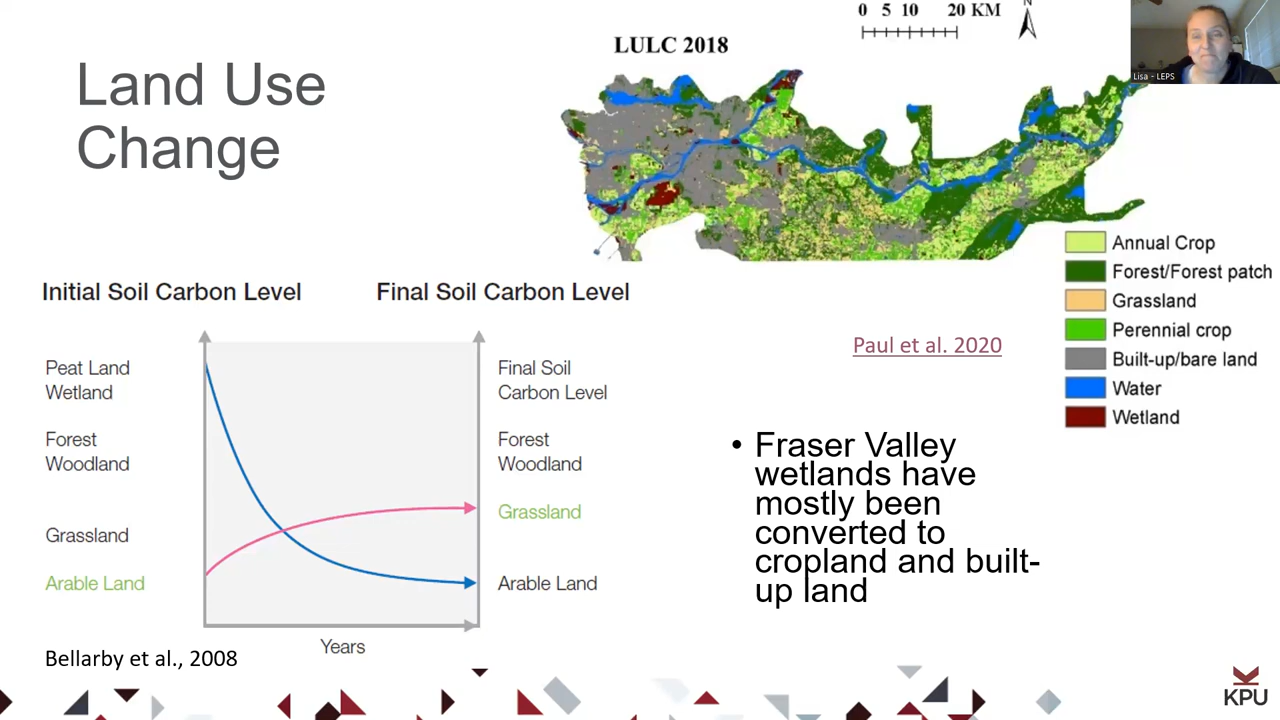 Land Use
Change
LULC 2018
0 5 10 20 KM
N
Lisa - LEPS
Annual Crop
Forest/Forest patch
Grassland
Perennial crop
Built-up/bare land
Water
Wetland
Paul et al. 2020
Initial Soil Carbon Level
Final Soil Carbon Level
Peat Land
Wetland
Forest
Woodland
Grassland
Arable Land
Final Soil
Carbon Level
Forest
Woodland
Grassland
Arable Land
Years
Bellarby et al., 2008
• Fraser Valley
wetlands have
mostly been
converted to
cropland and built-
up land
KPU